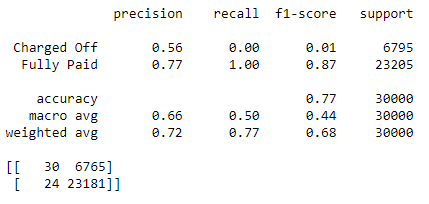 precision recall f1-score support
Charged Off 0.56 0.00 0.01 6795
Fully Paid 0.77 1.00 0.87 23205
accuracy 0.77 30000
macro avg 0.66 0.50 0.44 30000
weighted avg 0.72 0.77 0.68 30000
[[ 30 6765]
[ 24 23181]]